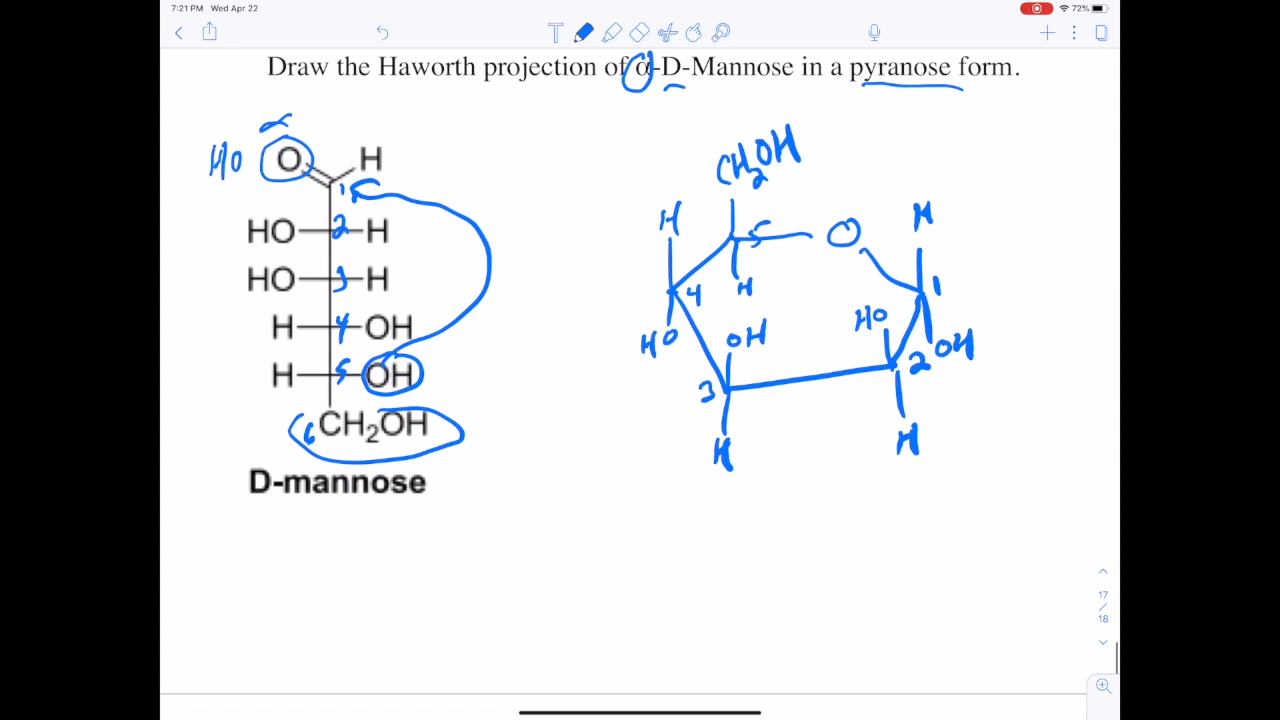 7:21 PM Wed Apr 22
72%
T
Draw the Haworth projection of α-D-Mannose in a pyranose form.
α
HO O H
1
HO 2 H
HO 3 H
H 4 OH
H 5 OH
6 CH2OH
D-mannose
CH2OH
H H
5 O
4 H 1
HO OH HO OH
3 2
H H
17
/
18